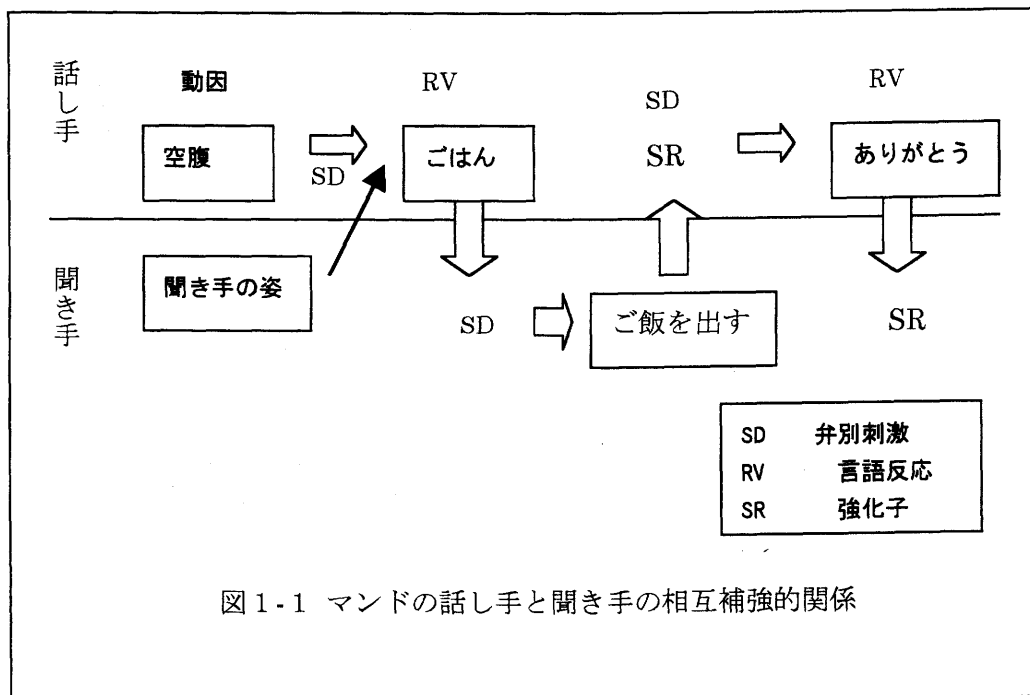 話し手
動因
RV
SD
RV
空腹
SD
ごはん
SR
ありがとう
聞き手
聞き手の姿
SD
ご飯を出す
SR
SD 弁別刺激
RV 言語反応
SR 強化子
図1-1 マンドの話し手と聞き手の相互補強的関係